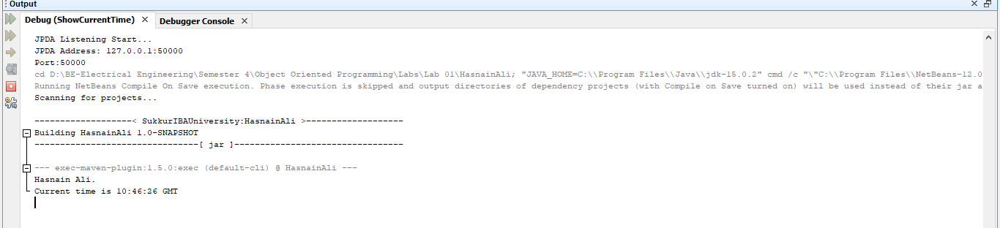 Output
Debug (ShowCurrentTime)
Debugger Console
JPDA Listening Start...
JPDA Address: 127.0.0.1:50000
Port:50000
cd D:\BE-Electrical Engineering\Semester 4\Object Oriented Programming\Labs\Lab 01\HasnainAli; "JAVA_HOME=C:\\Program Files\\Java\\jdk-15.0.2" cmd /c "\"C:\\Program Files\\NetBeans-12.0
Running NetBeans Compile On Save execution. Phase execution is skipped and output directories of dependency projects (with Compile on Save turned on) will be used instead of their jar a
Scanning for projects...
-------------------< SukkurIBAUniversity:HasnainAli >-------------------
Building HasnainAli 1.0-SNAPSHOT
--------------------------------[ jar ]---------------------------------
--- exec-maven-plugin:1.5.0:exec (default-cli) @ HasnainAli ---
Hasnain Ali.
Current time is 10:46:26 GMT